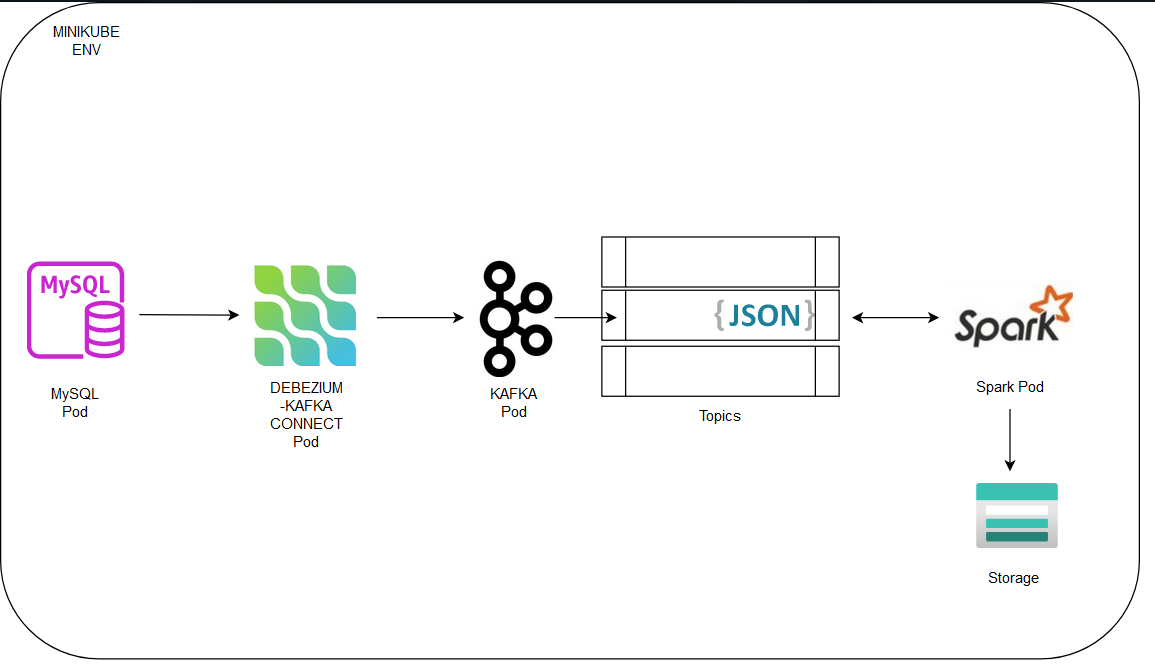 MINIKUBE
ENV
MySQL
MySQL
Pod
DEBEZIUM
-KAFKA
CONNECT
Pod
KAFKA
Pod
{JSON}
Topics
Spark
Spark Pod
Storage